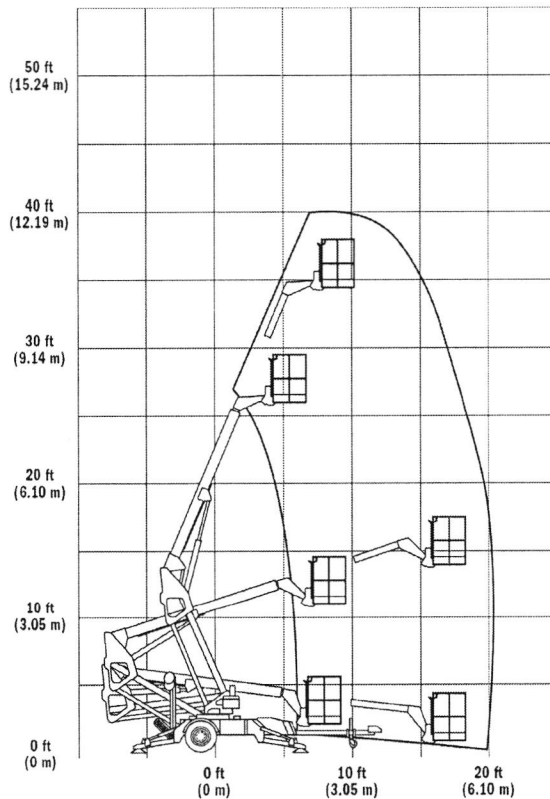 50 ft
(15.24 m)
40 ft
(12.19 m)
30 ft
(9.14 m)
20 ft
(6.10 m)
10 ft
(3.05 m)
0 ft
(0 m)
0 ft
(0 m)
10 ft
(3.05 m)
20 ft
(6.10 m)